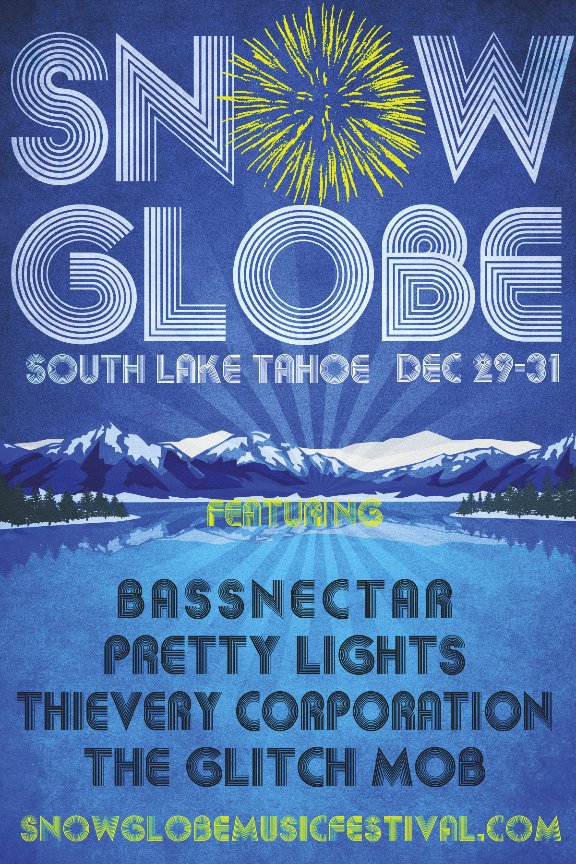 SNOW
GLOBE
SOUTH LAKE TAHOE DEC 29-31
FEATURING
BASSNECTAR
PRETTY LIGHTS
THIEVERY CORPORATION
THE GLITCH MOB
SNOWGLOBEMUSICFESTIVAL.COM